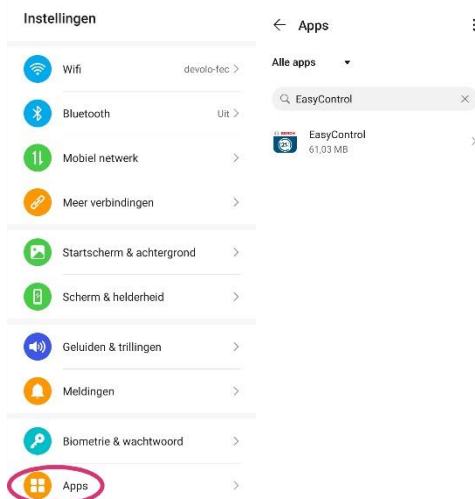 Instellingen
Wifi
devolo-fec
Bluetooth
Uit
Mobiel netwerk
Meer verbindingen
Startscherm & achtergrond
Scherm & helderheid
Geluiden & trillingen
Meldingen
Biometrie & wachtwoord
Apps
Apps
Alle apps
EasyControl
EasyControl
61,03 MB
BOSCH